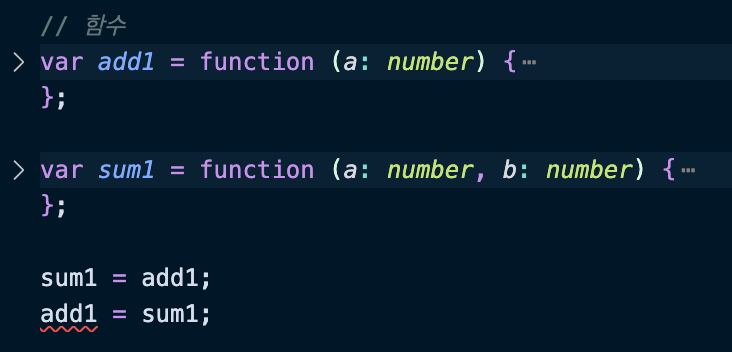 // 함수
var add1 = function (a: number) {⋯
};
var sum1 = function (a: number, b: number) {⋯
};
sum1 = add1;
add1 = sum1;